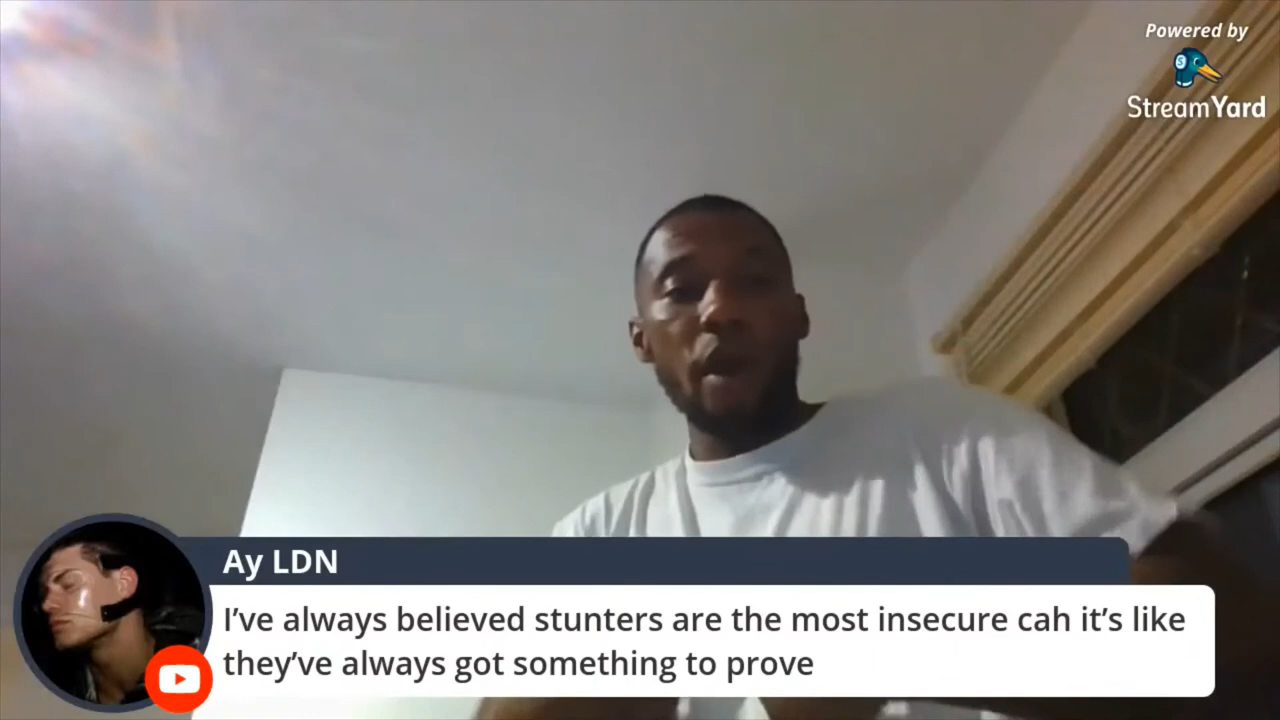 Powered by
StreamYard
Ay LDN
I’ve always believed stunters are the most insecure cah it’s like
they’ve always got something to prove